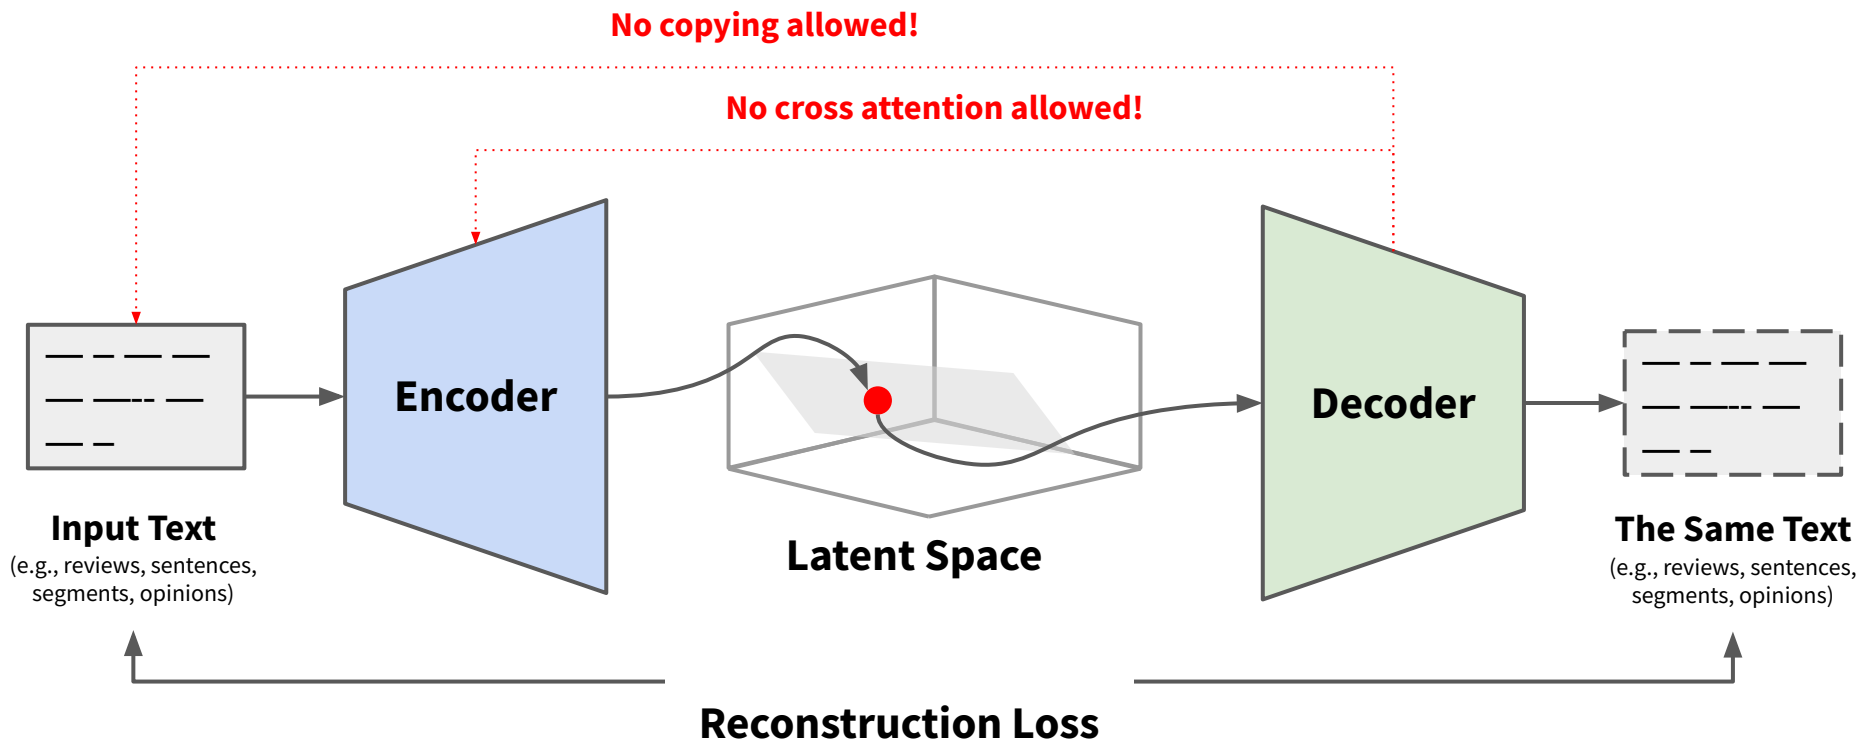 No copying allowed!
No cross attention allowed!
Encoder
Decoder
Latent Space
Input Text
(e.g., reviews, sentences,
segments, opinions)
The Same Text
(e.g., reviews, sentences,
segments, opinions)
Reconstruction Loss